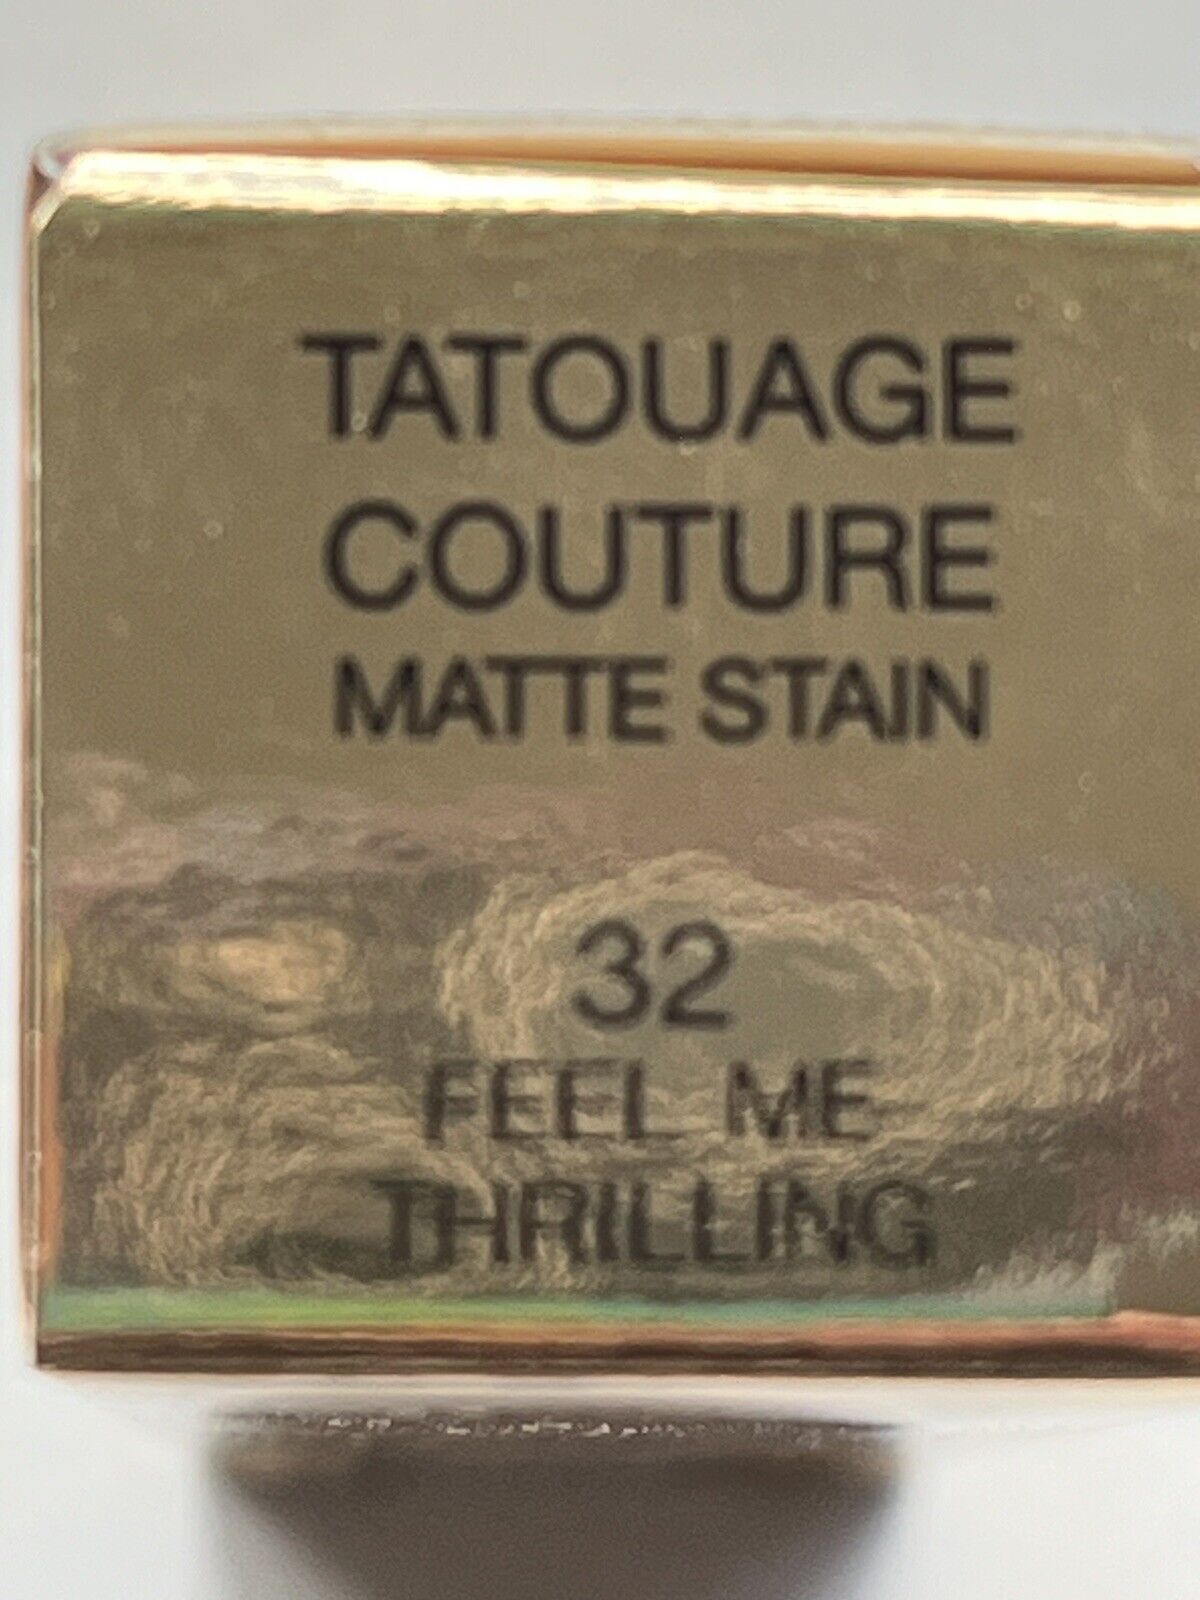 TATOUAGE
COUTURE
MATTE STAIN
32
FEEL ME
THRILLING